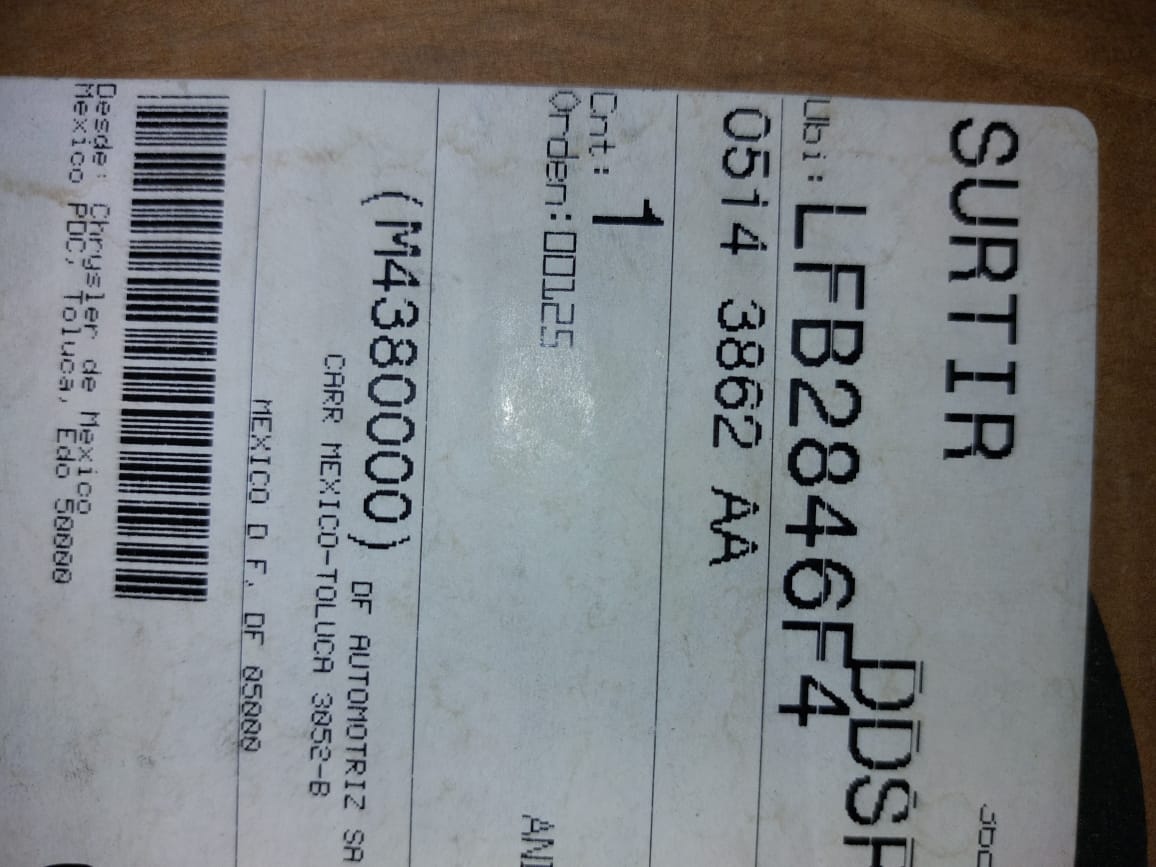 SURTIR
DDSP
Ubi: LFB2846F4
0514 3862 AA
Cnt: 1
Orden:00125
(M4380000) DF AUTOMOTRIZ SA
CARR MEXICO-TOLUCA 3052-B
MEXICO D F, DF 05000
Desde: Chrysler de Mexico
Mexico PDC, Toluca, Edo 50000